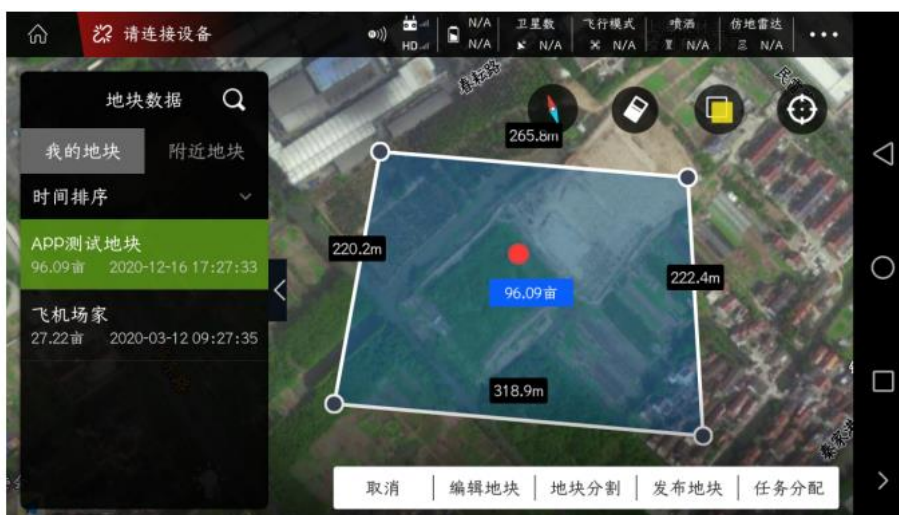 请连接设备
HD
N/A
N/A
卫星数
N/A
飞行模式
N/A
喷洒
N/A
仿地雷达
N/A
地块数据
我的地块 附近地块
时间排序
APP测试地块
96.09亩 2020-12-16 17:27:33
飞机场家
27.22亩 2020-03-12 09:27:35
春耘路
265.8m
220.2m
222.4m
96.09亩
318.9m
取消
编辑地块
地块分割
发布地块
任务分配